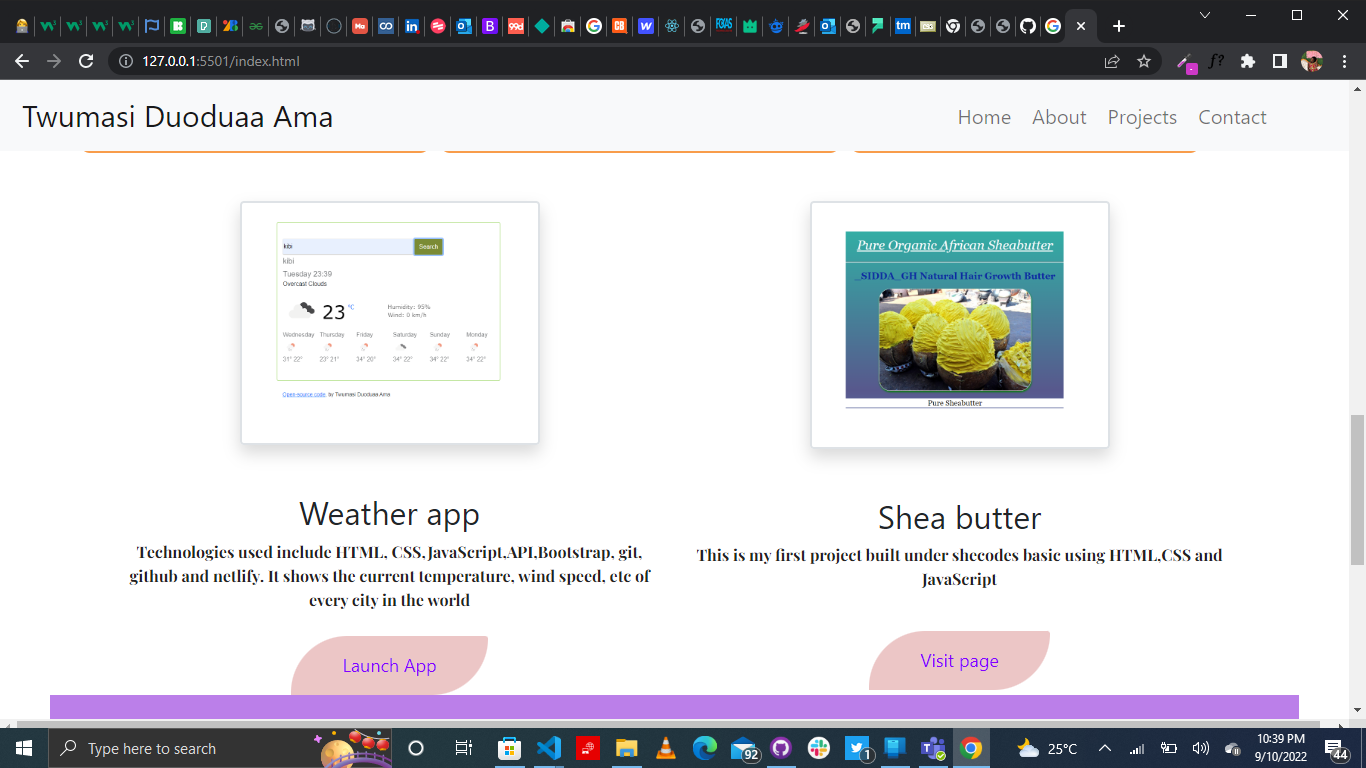 127.0.0.1:5501/index.html
f?
Twumasi Duoduaa Ama
Home About Projects Contact
kibi Search
kibi
Tuesday 23:39
Overcast Clouds
23 °C
Humidity: 95%
Wind: 0 km/h
Wednesday Thursday Friday Saturday Sunday Monday
31° 22° 23° 21° 34° 20° 34° 22° 34° 22° 34° 22°
Open-source code by Twumasi Duoduaa Ama
Pure Organic African Sheabutter
_SIDDA_GH Natural Hair Growth Butter
Pure Sheabutter
Weather app
Technologies used include HTML, CSS,JavaScript,API,Bootstrap, git,
github and netlify. It shows the current temperature, wind speed, etc of
every city in the world
Launch App
Shea butter
This is my first project built under shecodes basic using HTML,CSS and
JavaScript
Visit page
Type here to search
92
1
25°C
10:39 PM
9/10/2022
44